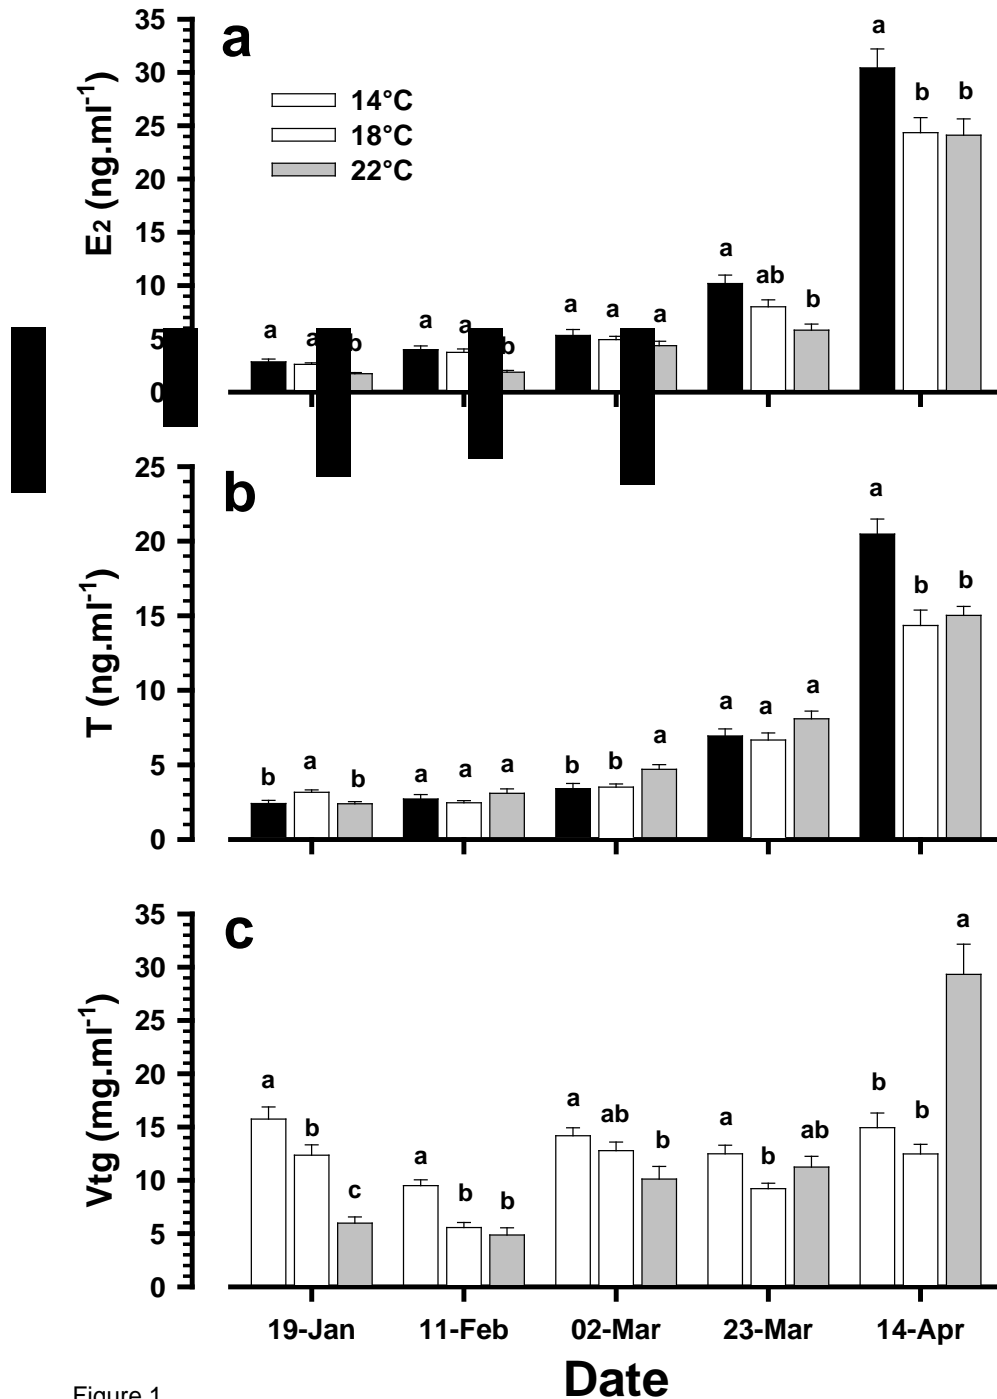 a
35
30
25
20
15
10
5
0
E2 (ng.ml-1)
14°C
18°C
22°C
a a b
a a b
a a a
a ab b
a b b
b
25
20
15
10
5
0
T (ng.ml-1)
b a b
a a a
b b a
a a a
a b b
c
35
30
25
20
15
10
5
0
Vtg (mg.ml-1)
a b c
a b b
a ab b
a b ab
b b a
19-Jan 11-Feb 02-Mar 23-Mar 14-Apr
Date
Figure 1